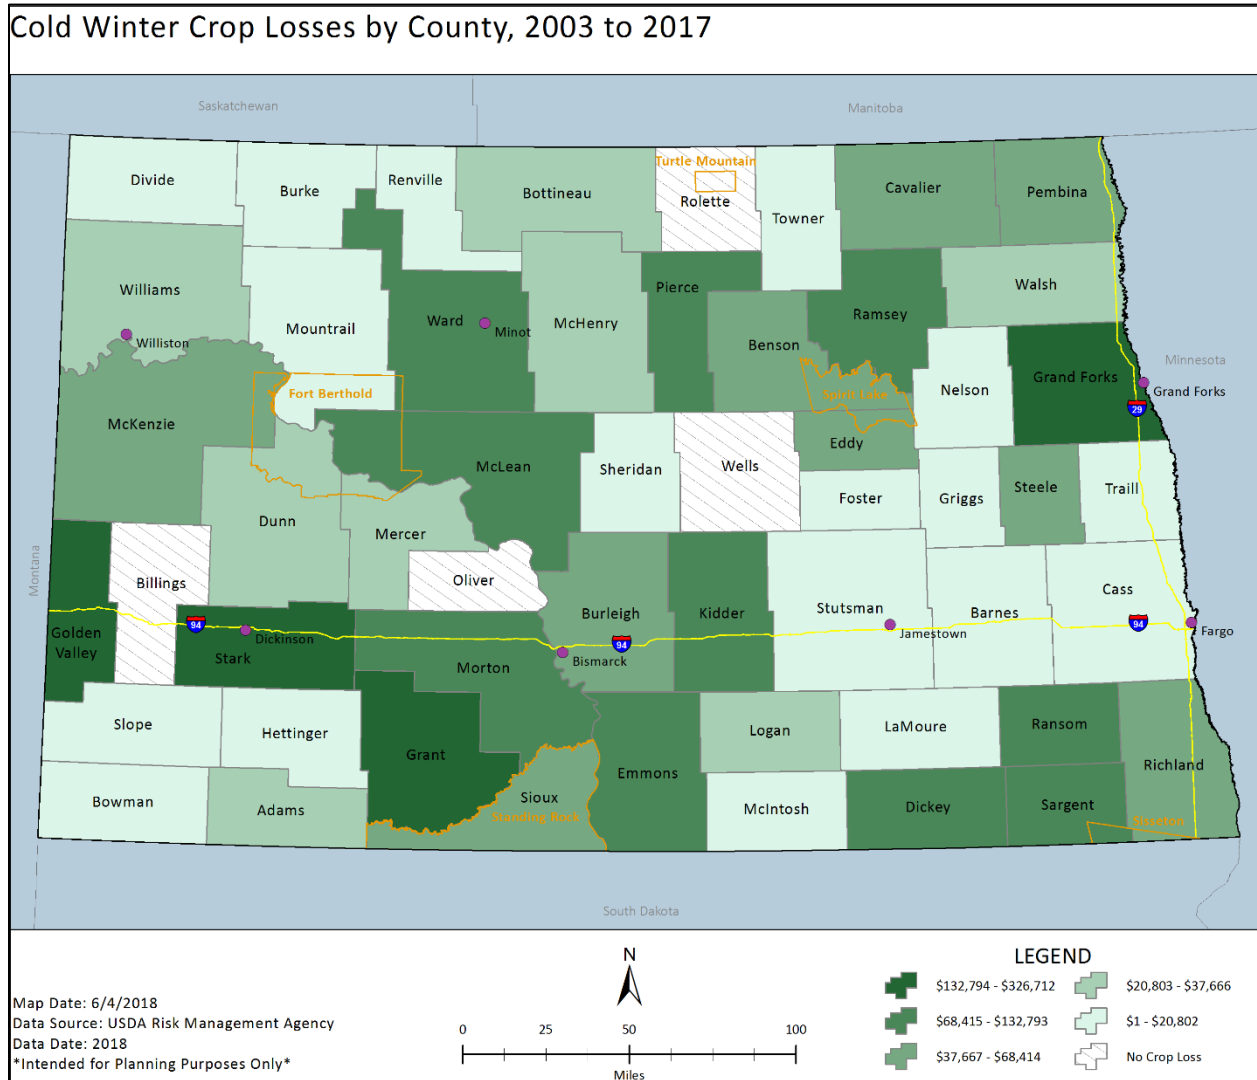 Cold Winter Crop Losses by County, 2003 to 2017
Saskatchewan
Manitoba
Divide
Burke
Renville
Bottineau
Turtle Mountain
Rolette
Towner
Cavalier
Pembina
Williams
Williston
Mountrail
Ward
Minot
McHenry
Pierce
Benson
Ramsey
Walsh
Minnesota
Nelson
Grand Forks
Grand Forks
29
McKenzie
Fort Berthold
Spirit Lake
Eddy
McLean
Sheridan
Wells
Foster
Griggs
Steele
Traill
Dunn
Mercer
Montana
Billings
Oliver
Burleigh
Kidder
Stutsman
Barnes
Cass
Golden
Valley
94
Dickinson
Stark
Morton
94
Bismarck
Jamestown
94
Fargo
Slope
Hettinger
Grant
Emmons
Logan
LaMoure
Ransom
Richland
Bowman
Adams
Sioux
Standing Rock
McIntosh
Dickey
Sargent
Sisseton
South Dakota
N
LEGEND
$132,794 - $326,712
$20,803 - $37,666
$68,415 - $132,793
$1 - $20,802
$37,667 - $68,414
No Crop Loss
Map Date: 6/4/2018
Data Source: USDA Risk Management Agency
Data Date: 2018
*Intended for Planning Purposes Only*
0 25 50 100
Miles